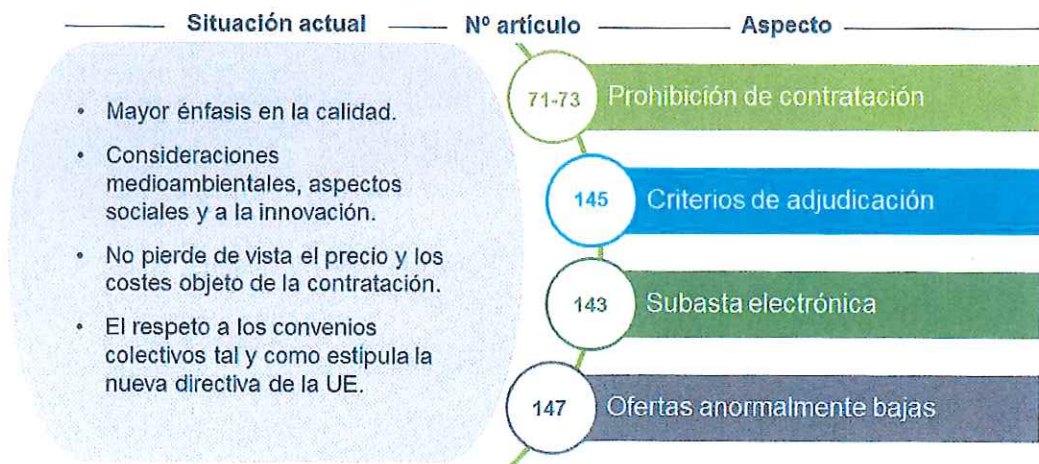 Situación actual
Nº artículo
Aspecto
• Mayor énfasis en la calidad.
• Consideraciones
medioambientales, aspectos
sociales y a la innovación.
• No pierde de vista el precio y los
costes objeto de la contratación.
• El respeto a los convenios
colectivos tal y como estipula la
nueva directiva de la UE.
71-73
Prohibición de contratación
145
Criterios de adjudicación
143
Subasta electrónica
147
Ofertas anormalmente bajas